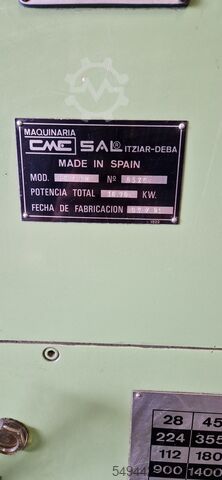 MAQUINARIA
CME SAL ITZIAR-DEBA
MADE IN SPAIN
MOD. Nº
POTENCIA TOTAL KW.
FECHA DE FABRICACION
28 45
224 355
112 180
900 1400
54944